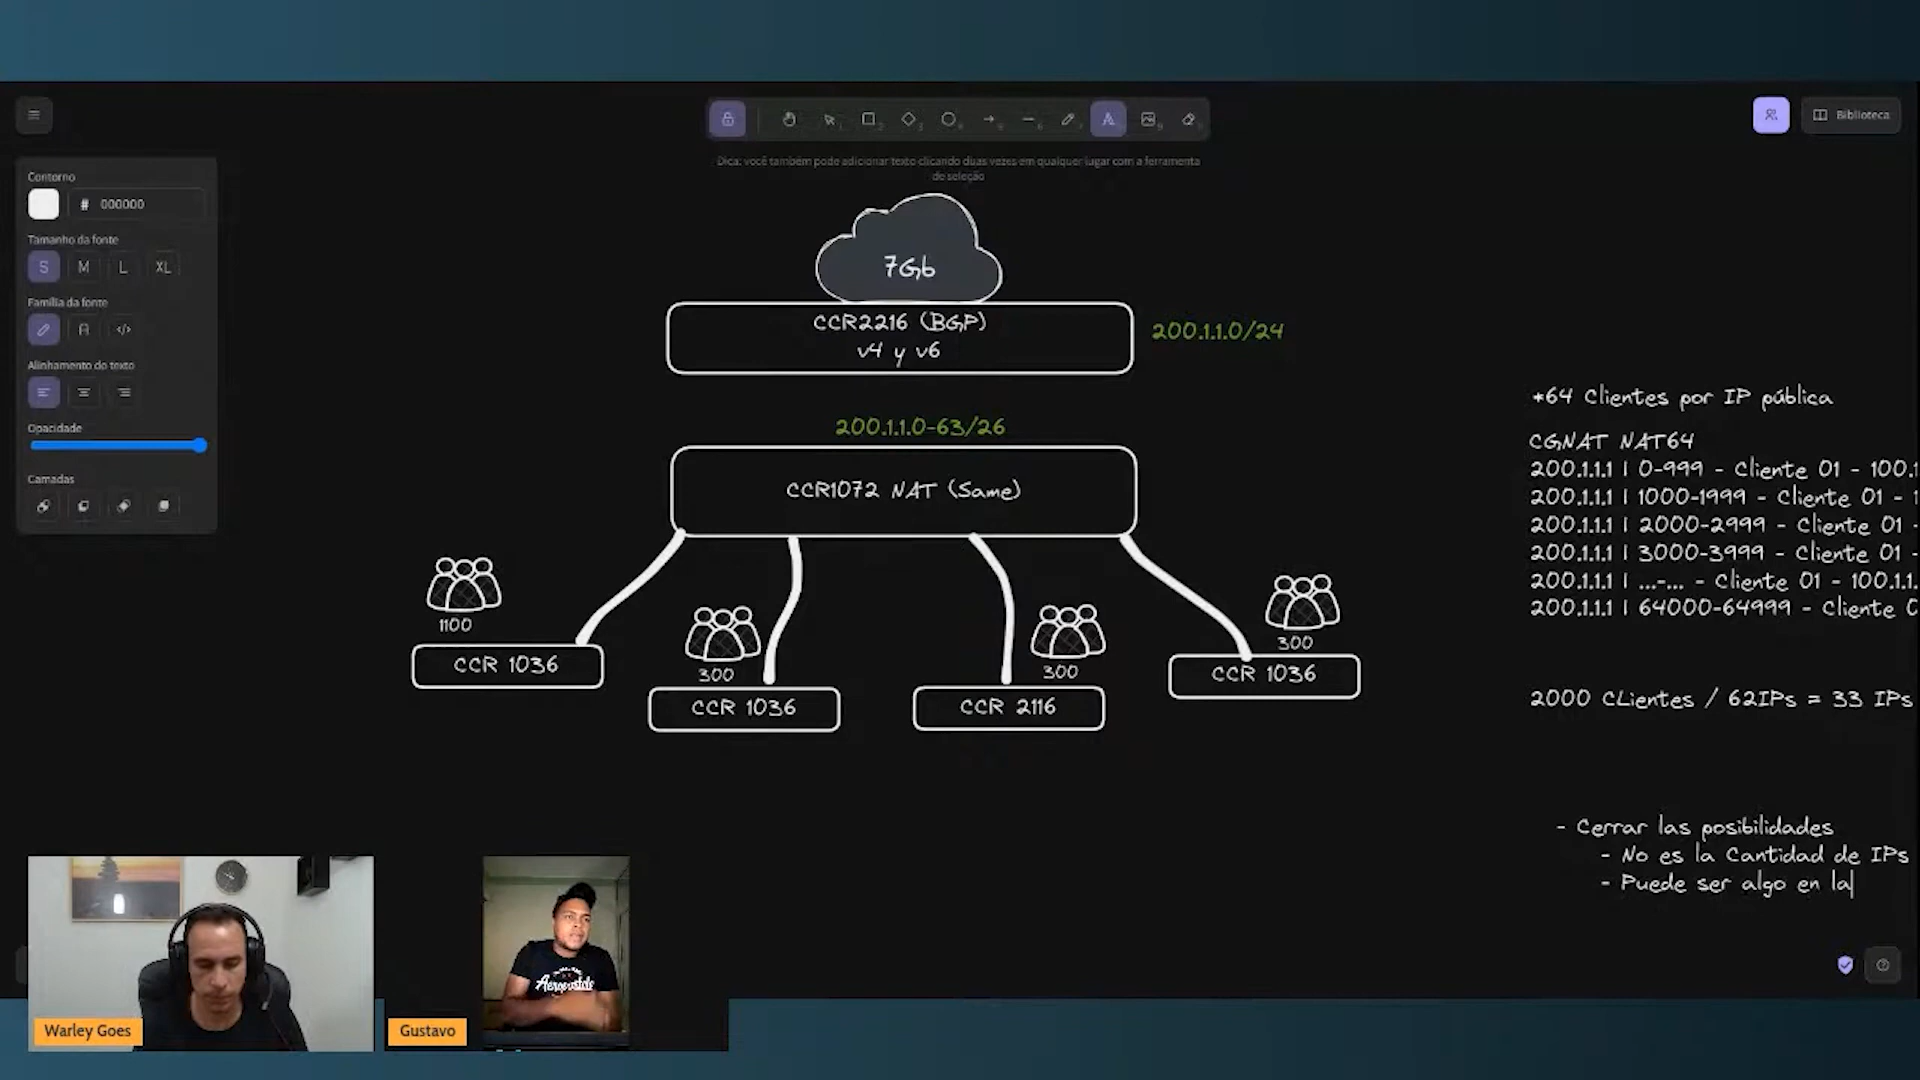 Biblioteca
Dica: você também pode adicionar texto clicando duas vezes em qualquer lugar com a ferramenta
de seleção
Contorno
# 000000
Tamanho da fonte
S M L XL
Família da fonte
A </>
Alinhamento do texto
Opacidade
Camadas
7Gb
CCR2216 (BGP)
v4 y v6
200.1.1.0/24
200.1.1.0-63/26
CCR1072 NAT (Same)
1100
CCR 1036
300
CCR 1036
300
CCR 2116
300
CCR 1036
*64 Clientes por IP pública
CGNAT NAT64
200.1.1.1 | 0-999 - Cliente 01 - 100.1
200.1.1.1 | 1000-1999 - Cliente 01 - 1
200.1.1.1 | 2000-2999 - Cliente 01 -
200.1.1.1 | 3000-3999 - Cliente 01 -
200.1.1.1 | ...-... - Cliente 01 - 100.1.1.
200.1.1.1 | 64000-64999 - Cliente 0
2000 CLientes / 62IPs = 33 IPs
- Cerrar las posibilidades
- No es la Cantidad de IPs
- Puede ser algo en la
Warley Goes
Gustavo
Aeropostale